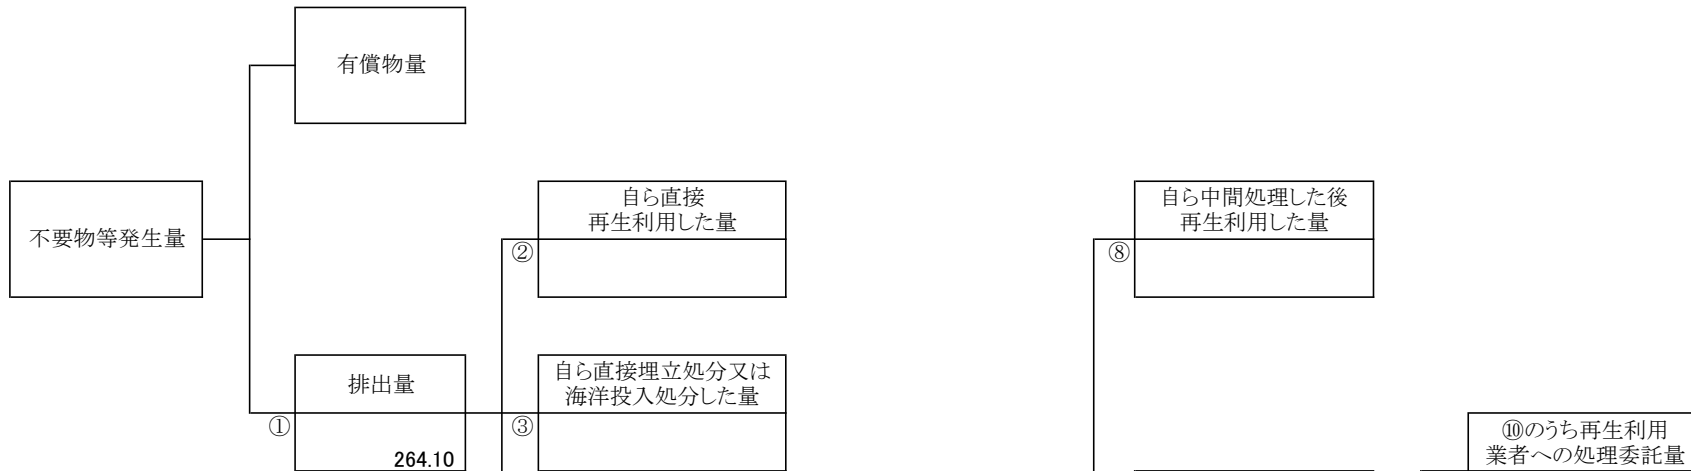 有償物量
不要物等発生量
自ら直接
再生利用した量
②
自ら中間処理した後
再生利用した量
⑧
排出量
①
264.10
自ら直接埋立処分又は
海洋投入処分した量
③
⑩のうち再生利用
業者への処理委託量